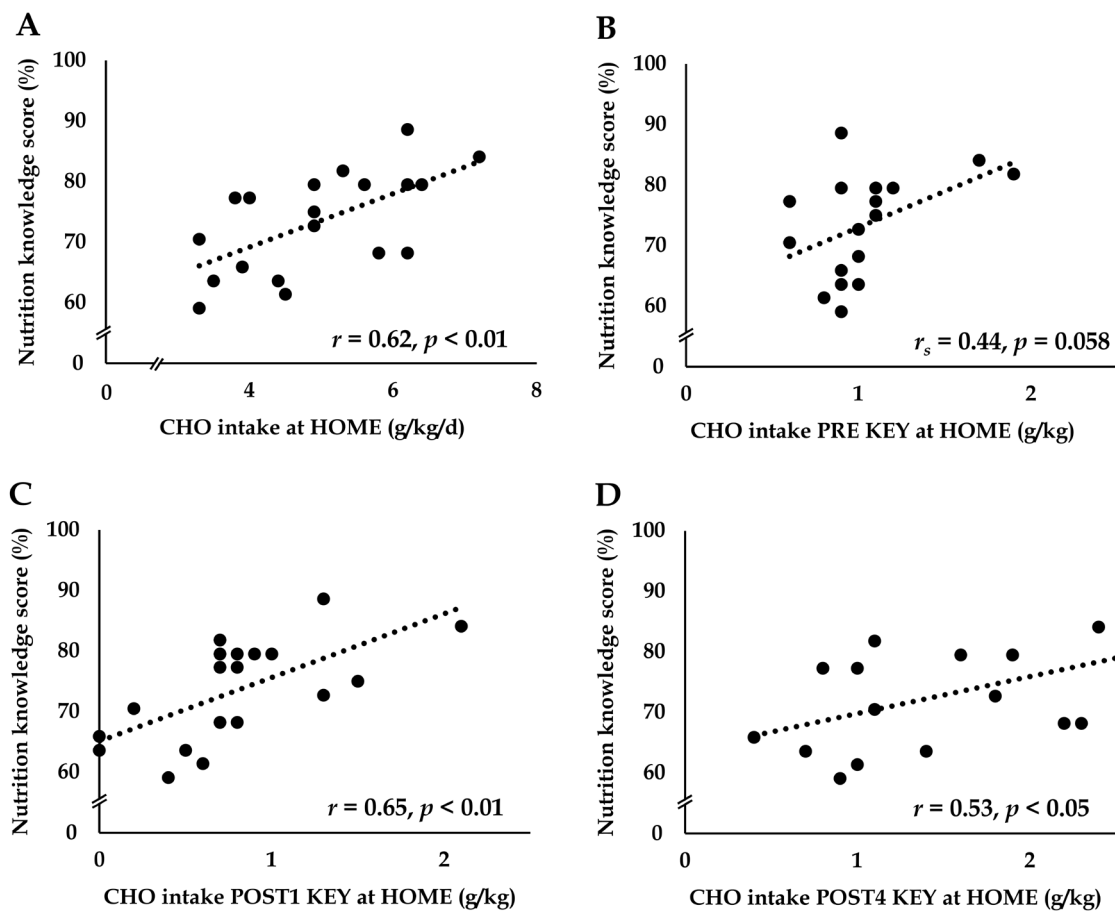 A
Nutrition knowledge score (%)
100
90
80
70
60
0
r = 0.62, p < 0.01
0
4
6
8
CHO intake at HOME (g/kg/d)
B
Nutrition knowledge score (%)
100
90
80
70
60
0
r_s = 0.44, p = 0.058
0
1
2
CHO intake PRE KEY at HOME (g/kg)
C
Nutrition knowledge score (%)
100
90
80
70
60
0
r = 0.65, p < 0.01
0
1
2
CHO intake POST1 KEY at HOME (g/kg)
D
Nutrition knowledge score (%)
100
90
80
70
60
0
r = 0.53, p < 0.05
0
1
2
CHO intake POST4 KEY at HOME (g/kg)